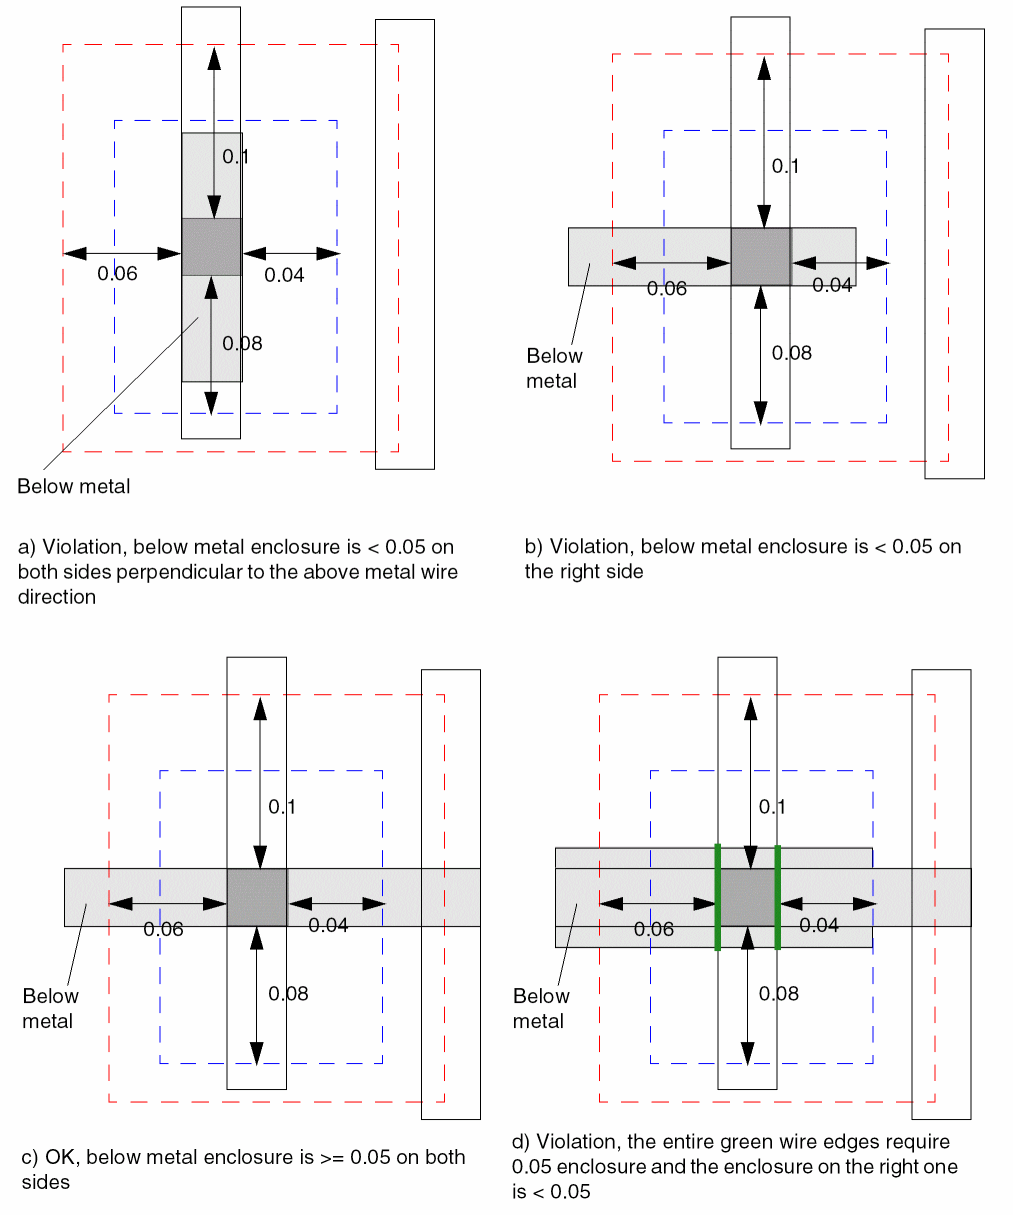 0.1
0.06
0.04
0.08
Below metal
a) Violation, below metal enclosure is < 0.05 on
both sides perpendicular to the above metal wire
direction
0.1
0.06
0.04
0.08
Below
metal
b) Violation, below metal enclosure is < 0.05 on
the right side
0.1
0.06
0.04
0.08
Below
metal
c) OK, below metal enclosure is >= 0.05 on both
sides
0.1
0.06
0.04
0.08
Below
metal
d) Violation, the entire green wire edges require
0.05 enclosure and the enclosure on the right one
is < 0.05